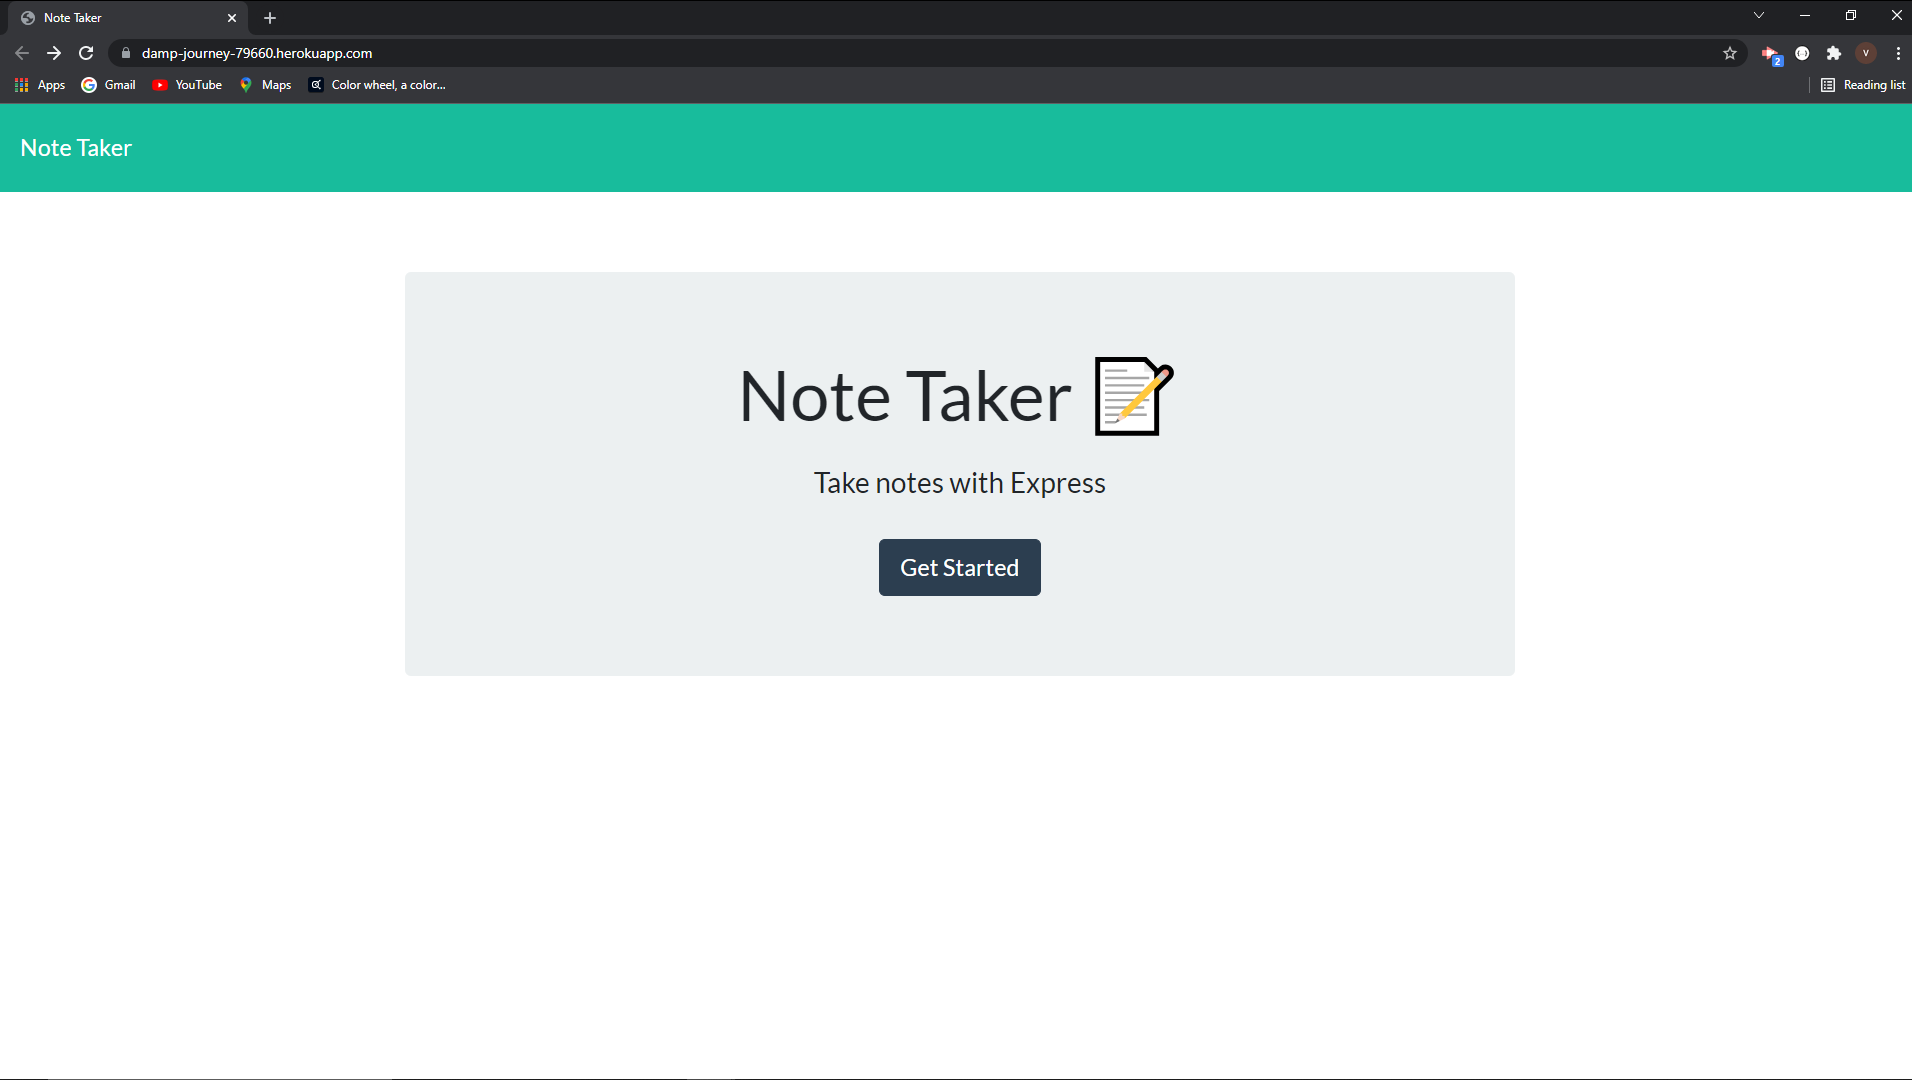 Note Taker
damp-journey-79660.herokuapp.com
2
V
Apps
Gmail
YouTube
Maps
Color wheel, a color...
Reading list
Note Taker
Note Taker
Take notes with Express
Get Started